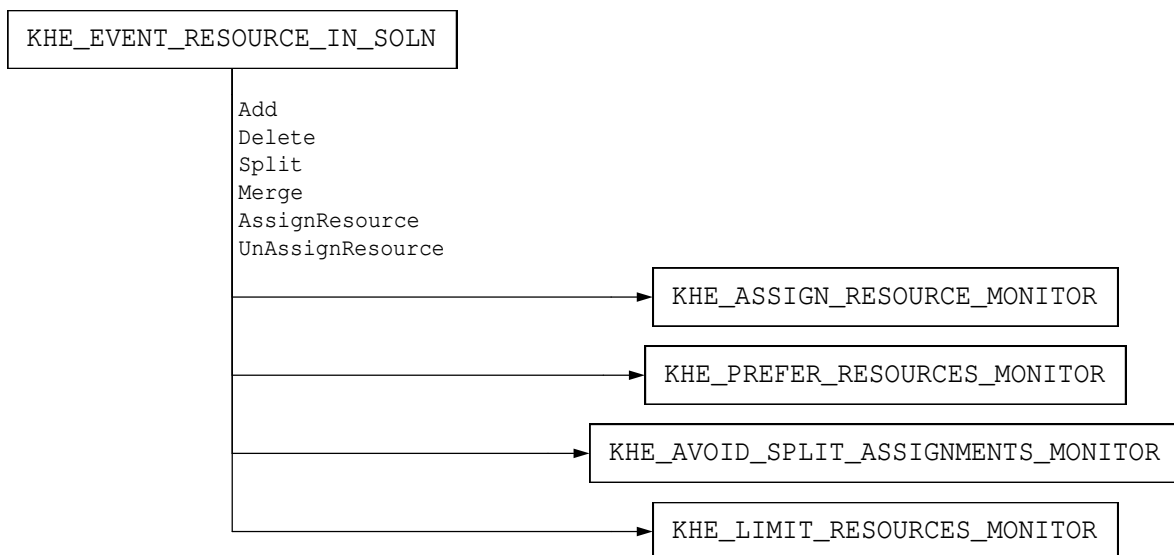 KHE_EVENT_RESOURCE_IN_SOLN
Add
Delete
Split
Merge
AssignResource
UnAssignResource
KHE_ASSIGN_RESOURCE_MONITOR
KHE_PREFER_RESOURCES_MONITOR
KHE_AVOID_SPLIT_ASSIGNMENTS_MONITOR
KHE_LIMIT_RESOURCES_MONITOR